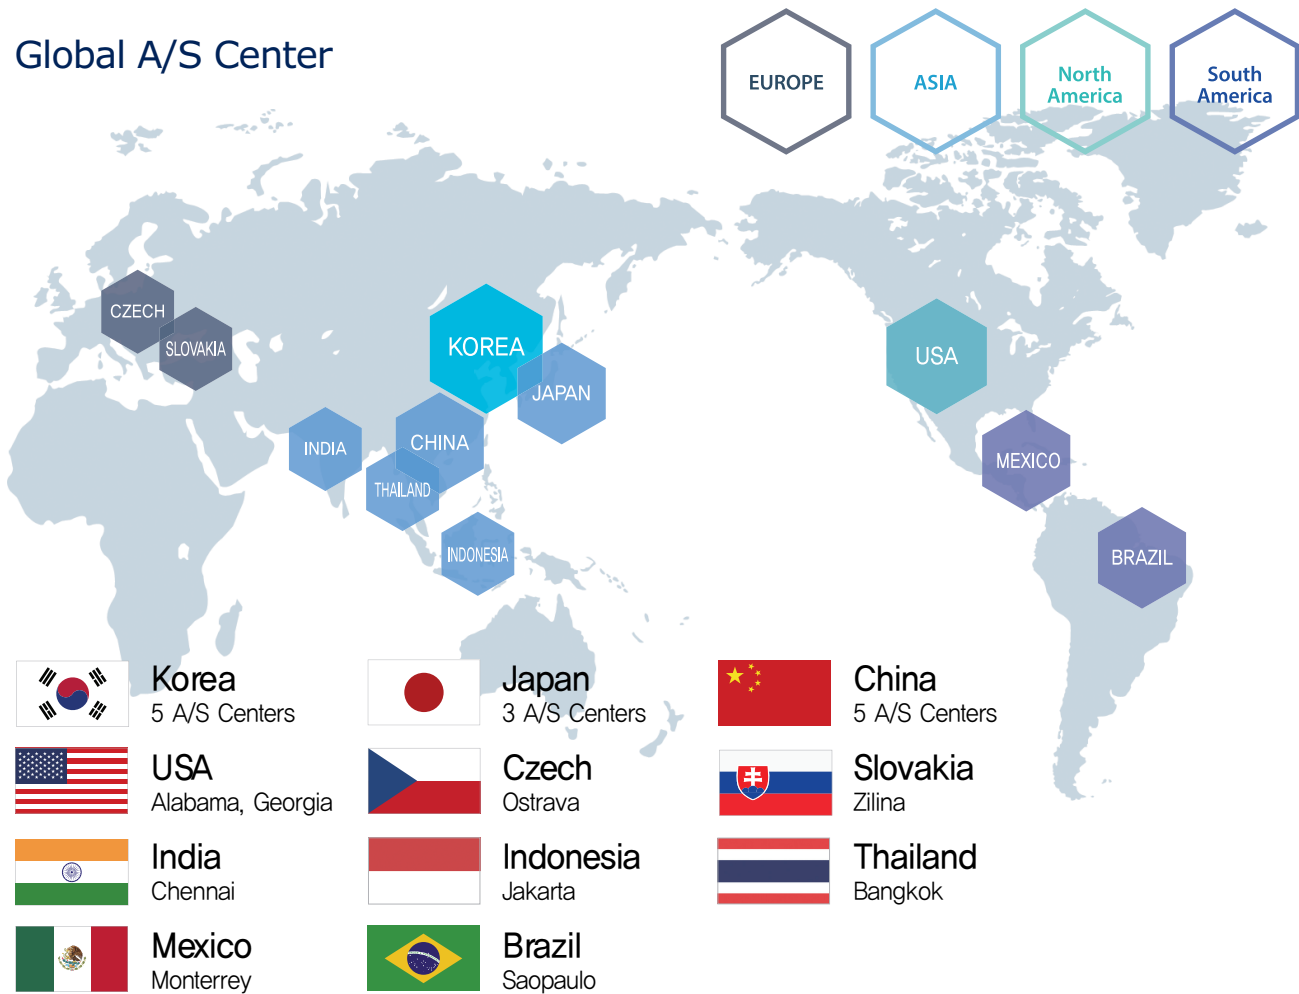 Global A/S Center
EUROPE
ASIA
North
America
South
America
CZECH
SLOVAKIA
KOREA
JAPAN
INDIA
CHINA
THAILAND
INDONESIA
USA
MEXICO
BRAZIL
Korea
5 A/S Centers
Japan
3 A/S Centers
China
5 A/S Centers
USA
Alabama, Georgia
Czech
Ostrava
Slovakia
Zilina
India
Chennai
Indonesia
Jakarta
Thailand
Bangkok
Mexico
Monterrey
Brazil
Saopaulo